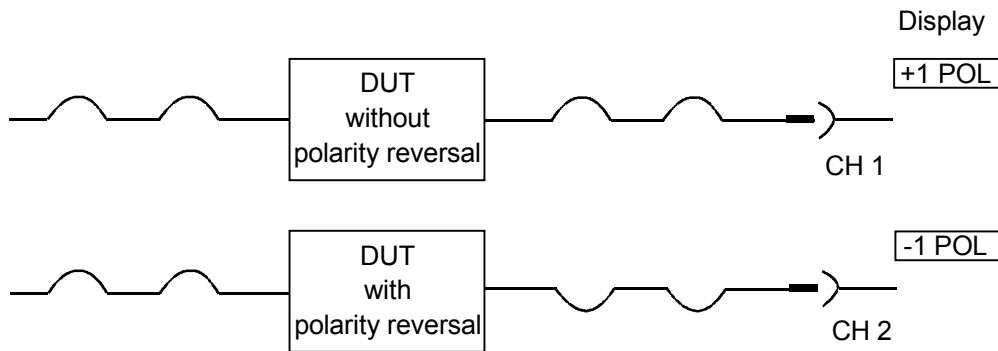 Display
+1 POL
DUT
without
polarity reversal
CH 1
-1 POL
DUT
with
polarity reversal
CH 2